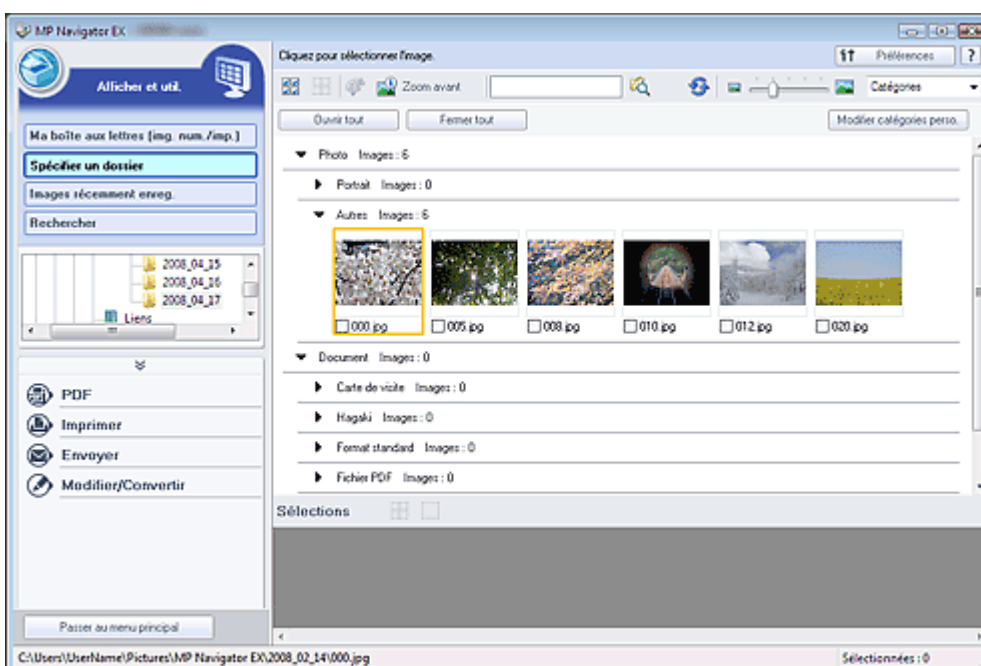 MP Navigator EX
Afficher et util.
Cliquez pour sélectionner l'image.
Préférences
?
Zoom avant
Catégories
Ouvrir tout
Fermer tout
Modifier catégories perso.
Ma boîte aux lettres (img. num./imp.)
Spécifier un dossier
Images récemment enreg.
Rechercher
2008_04_15
2008_04_16
2008_04_17
Liens
PDF
Imprimer
Envoyer
Modifier/Convertir
Passer au menu principal
Photo Images : 6
Portrait Images : 0
Autres Images : 6
000.jpg
005.jpg
008.jpg
010.jpg
012.jpg
020.jpg
Document Images : 0
Carte de visite Images : 0
Hagaki Images : 0
Format standard Images : 0
Fichier PDF Images : 0
Sélections
C:\Users\UserName\Pictures\MP Navigator EX\2008_02_14\000.jpg
Sélectionnées : 0